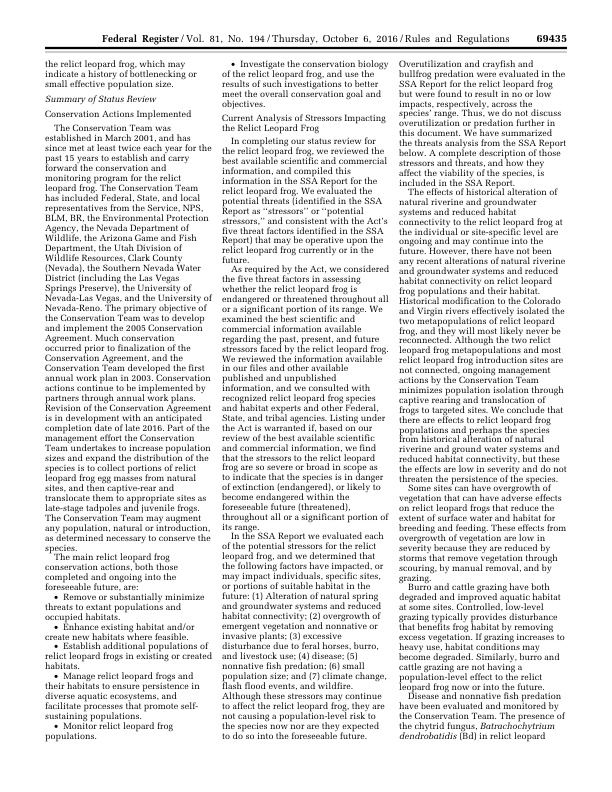 Federal Register / Vol. 81, No. 194 / Thursday, October 6, 2016 / Rules and Regulations 69435
the relict leopard frog, which may
indicate a history of bottlenecking or
small effective population size.
Summary of Status Review
Conservation Actions Implemented
The Conservation Team was
established in March 2001, and has
since met at least twice each year for the
past 15 years to establish and carry
forward the conservation and
monitoring program for the relict
leopard frog. The Conservation Team
has included Federal, State, and local
representatives from the Service, NPS,
BLM, BR, the Environmental Protection
Agency, the Nevada Department of
Wildlife, the Arizona Game and Fish
Department, the Utah Division of
Wildlife Resources, Clark County
(Nevada), the Southern Nevada Water
District (including the Las Vegas
Springs Preserve), the University of
Nevada-Las Vegas, and the University of
Nevada-Reno. The primary objective of
the Conservation Team was to develop
and implement the 2005 Conservation
Agreement. Much conservation
occurred prior to finalization of the
Conservation Agreement, and the
Conservation Team developed the first
annual work plan in 2003. Conservation
actions continue to be implemented by
partners through annual work plans.
Revision of the Conservation Agreement
is in development with an anticipated
completion date of late 2016. Part of the
management effort the Conservation
Team undertakes to increase population
sizes and expand the distribution of the
species is to collect portions of relict
leopard frog egg masses from natural
sites, and then captive-rear and
translocate them to appropriate sites as
late-stage tadpoles and juvenile frogs.
The Conservation Team may augment
any population, natural or introduction,
as determined necessary to conserve the
species.
The main relict leopard frog
conservation actions, both those
completed and ongoing into the
foreseeable future, are:
• Remove or substantially minimize
threats to extant populations and
occupied habitats.
• Enhance existing habitat and/or
create new habitats where feasible.
• Establish additional populations of
relict leopard frogs in existing or created
habitats.
• Manage relict leopard frogs and
their habitats to ensure persistence in
diverse aquatic ecosystems, and
facilitate processes that promote self-
sustaining populations.
• Monitor relict leopard frog
populations.
• Investigate the conservation biology
of the relict leopard frog, and use the
results of such investigations to better
meet the overall conservation goal and
objectives.
Current Analysis of Stressors Impacting
the Relict Leopard Frog
In completing our status review for
the relict leopard frog, we reviewed the
best available scientific and commercial
information, and compiled this
information in the SSA Report for the
relict leopard frog. We evaluated the
potential threats (identified in the SSA
Report as ‘‘stressors’’ or ‘‘potential
stressors,’’ and consistent with the Act’s
five threat factors identified in the SSA
Report) that may be operative upon the
relict leopard frog currently or in the
future.
As required by the Act, we considered
the five threat factors in assessing
whether the relict leopard frog is
endangered or threatened throughout all
or a significant portion of its range. We
examined the best scientific and
commercial information available
regarding the past, present, and future
stressors faced by the relict leopard frog.
We reviewed the information available
in our files and other available
published and unpublished
information, and we consulted with
recognized relict leopard frog species
and habitat experts and other Federal,
State, and tribal agencies. Listing under
the Act is warranted if, based on our
review of the best available scientific
and commercial information, we find
that the stressors to the relict leopard
frog are so severe or broad in scope as
to indicate that the species is in danger
of extinction (endangered), or likely to
become endangered within the
foreseeable future (threatened),
throughout all or a significant portion of
its range.
In the SSA Report we evaluated each
of the potential stressors for the relict
leopard frog, and we determined that
the following factors have impacted, or
may impact individuals, specific sites,
or portions of suitable habitat in the
future: (1) Alteration of natural spring
and groundwater systems and reduced
habitat connectivity; (2) overgrowth of
emergent vegetation and nonnative or
invasive plants; (3) excessive
disturbance due to feral horses, burro,
and livestock use; (4) disease; (5)
nonnative fish predation; (6) small
population size; and (7) climate change,
flash flood events, and wildfire.
Although these stressors may continue
to affect the relict leopard frog, they are
not causing a population-level risk to
the species now nor are they expected
to do so into the foreseeable future.
Overutilization and crayfish and
bullfrog predation were evaluated in the
SSA Report for the relict leopard frog
but were found to result in no or low
impacts, respectively, across the
species’ range. Thus, we do not discuss
overutilization or predation further in
this document. We have summarized
the threats analysis from the SSA Report
below. A complete description of those
stressors and threats, and how they
affect the viability of the species, is
included in the SSA Report.
The effects of historical alteration of
natural riverine and groundwater
systems and reduced habitat
connectivity to the relict leopard frog at
the individual or site-specific level are
ongoing and may continue into the
future. However, there have not been
any recent alterations of natural riverine
and groundwater systems and reduced
habitat connectivity on relict leopard
frog populations and their habitat.
Historical modification to the Colorado
and Virgin rivers effectively isolated the
two metapopulations of relict leopard
frog, and they will most likely never be
reconnected. Although the two relict
leopard frog metapopulations and most
relict leopard frog introduction sites are
not connected, ongoing management
actions by the Conservation Team
minimizes population isolation through
captive rearing and translocation of
frogs to targeted sites. We conclude that
there are effects to relict leopard frog
populations and perhaps the species
from historical alteration of natural
riverine and ground water systems and
reduced habitat connectivity, but these
the effects are low in severity and do not
threaten the persistence of the species.
Some sites can have overgrowth of
vegetation that can have adverse effects
on relict leopard frogs that reduce the
extent of surface water and habitat for
breeding and feeding. These effects from
overgrowth of vegetation are low in
severity because they are reduced by
storms that remove vegetation through
scouring, by manual removal, and by
grazing.
Burro and cattle grazing have both
degraded and improved aquatic habitat
at some sites. Controlled, low-level
grazing typically provides disturbance
that benefits frog habitat by removing
excess vegetation. If grazing increases to
heavy use, habitat conditions may
become degraded. Similarly, burro and
cattle grazing are not having a
population-level effect to the relict
leopard frog now or into the future.
Disease and nonnative fish predation
have been evaluated and monitored by
the Conservation Team. The presence of
the chytrid fungus, Batrachochytrium
dendrobatidis (Bd) in relict leopard